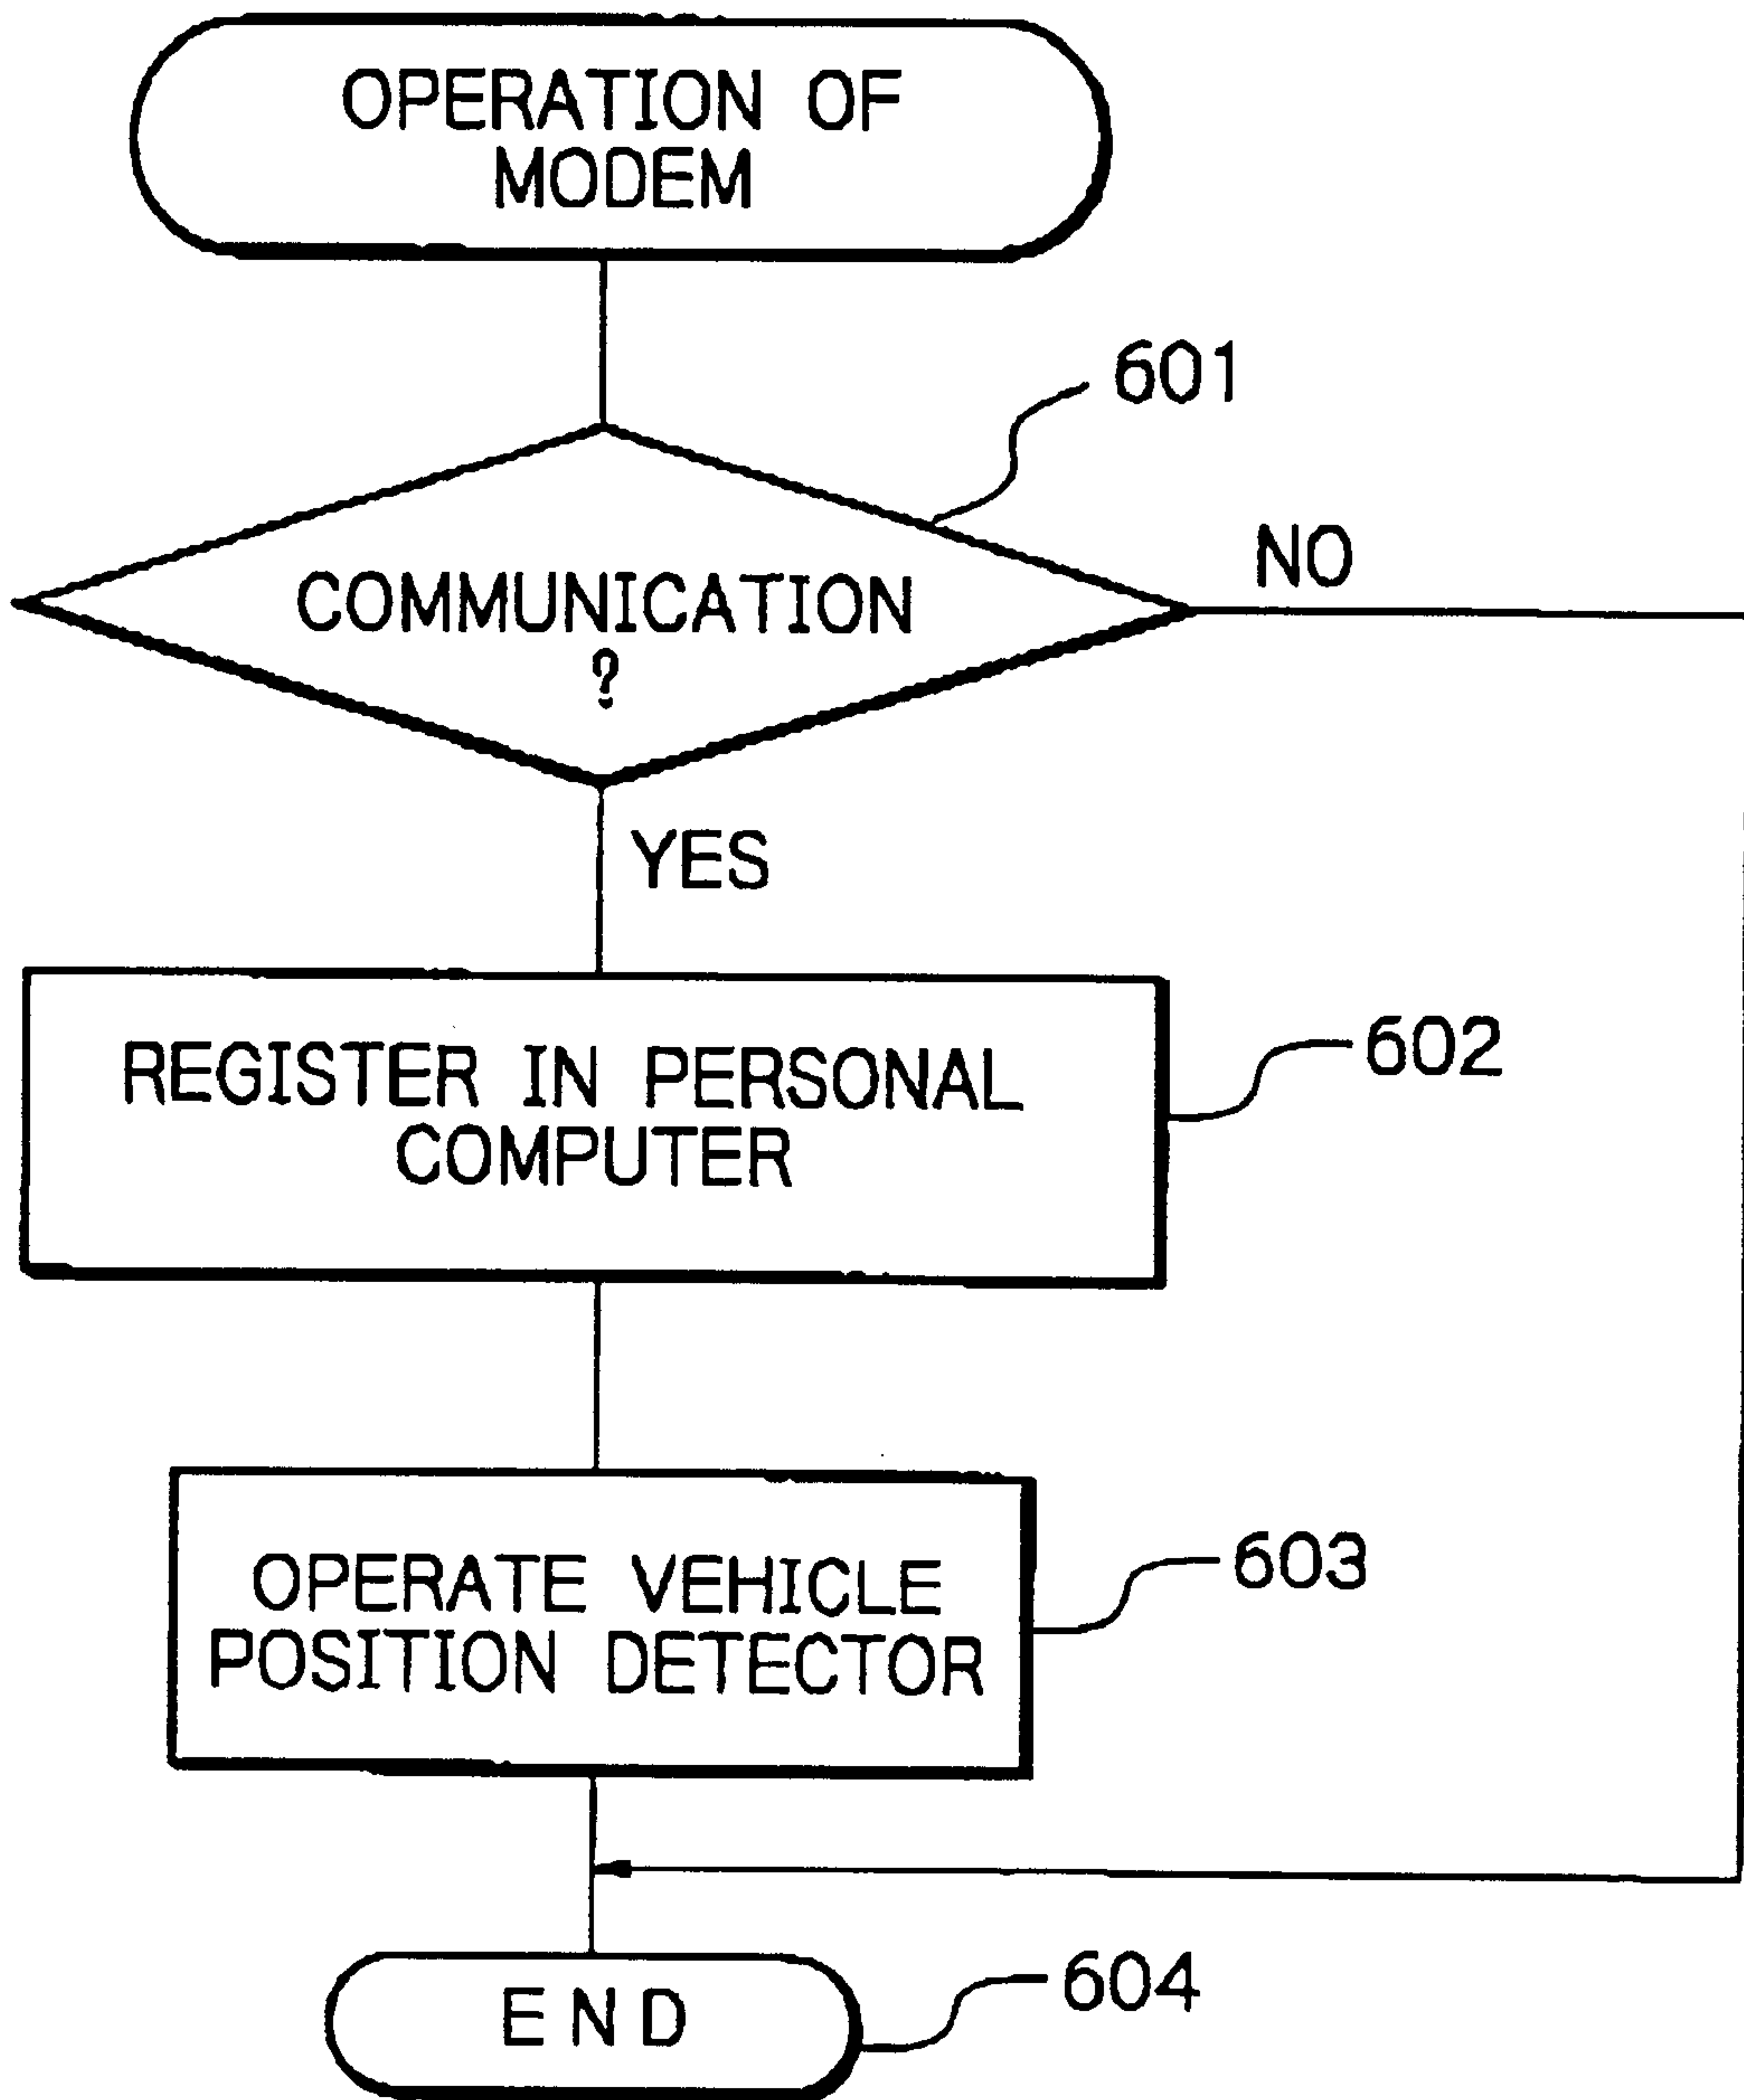 OPERATION OF
MODEM
601
COMMUNICATION
?
NO
YES
REGISTER IN PERSONAL
COMPUTER
602
OPERATE VEHICLE
POSITION DETECTOR
603
END
604